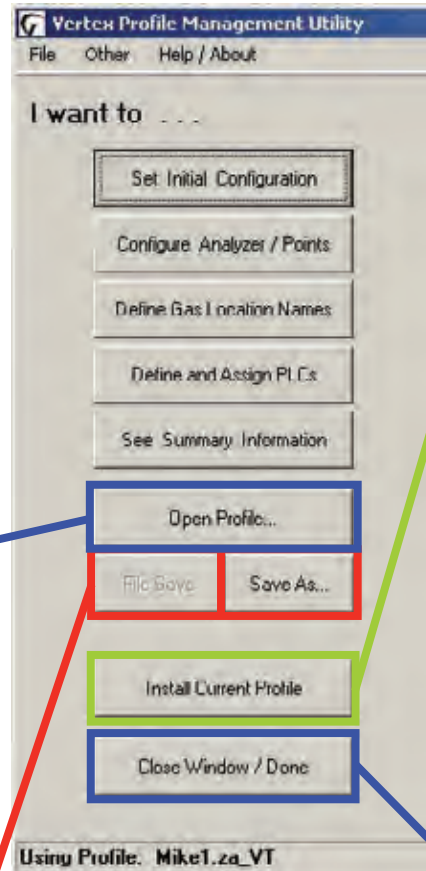 Vertex Profile Management Utility
File Other Help / About
I want to . . .
Set Initial Configuration
Configure Analyzer / Points
Define Gas Location Names
Define and Assign PLCs
See Summary Information
Open Profile...
File Save Save As...
Install Current Profile
Close Window / Done
Using Profile. Mike1.za_VT